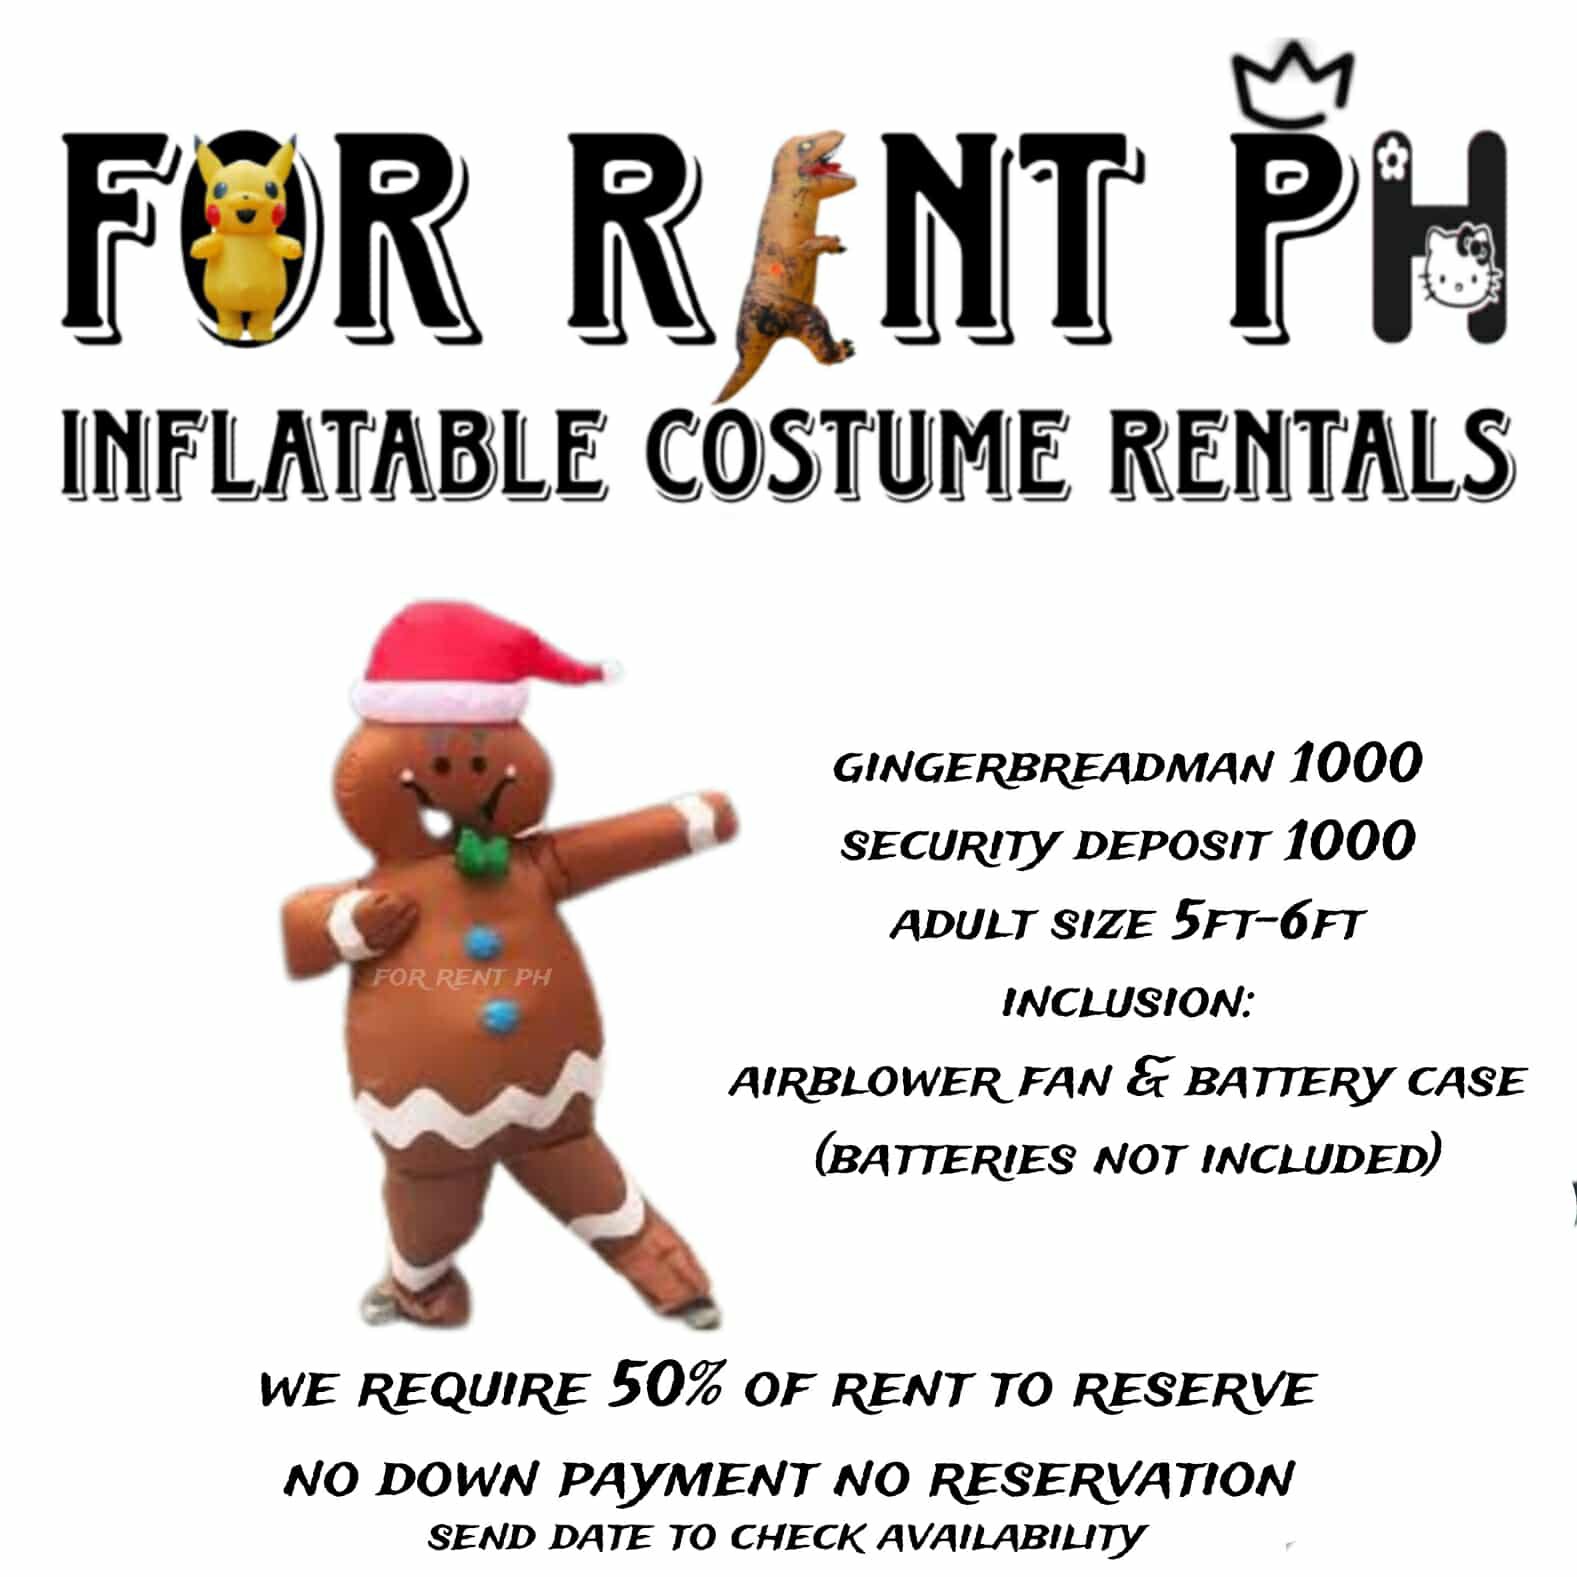 FOR RENT PH
INFLATABLE COSTUME RENTALS
GINGERBREADMAN 1000
SECURITY DEPOSIT 1000
ADULT SIZE 5FT-6FT
INCLUSION:
AIRBLOWER FAN & BATTERY CASE
(BATTERIES NOT INCLUDED)
FOR RENT PH
WE REQUIRE 50% OF RENT TO RESERVE
NO DOWN PAYMENT NO RESERVATION
SEND DATE TO CHECK AVAILABILITY